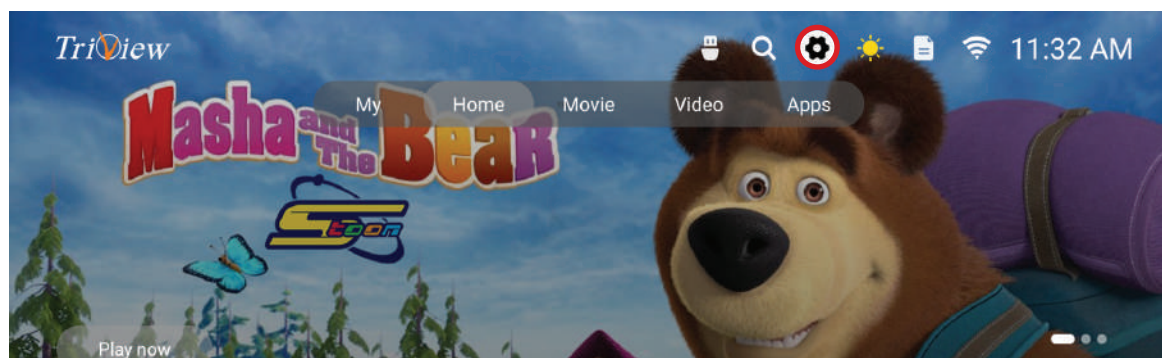 TriView
11:32 AM
My Home Movie Video Apps
Masha and The Bear
Stoon
Play now